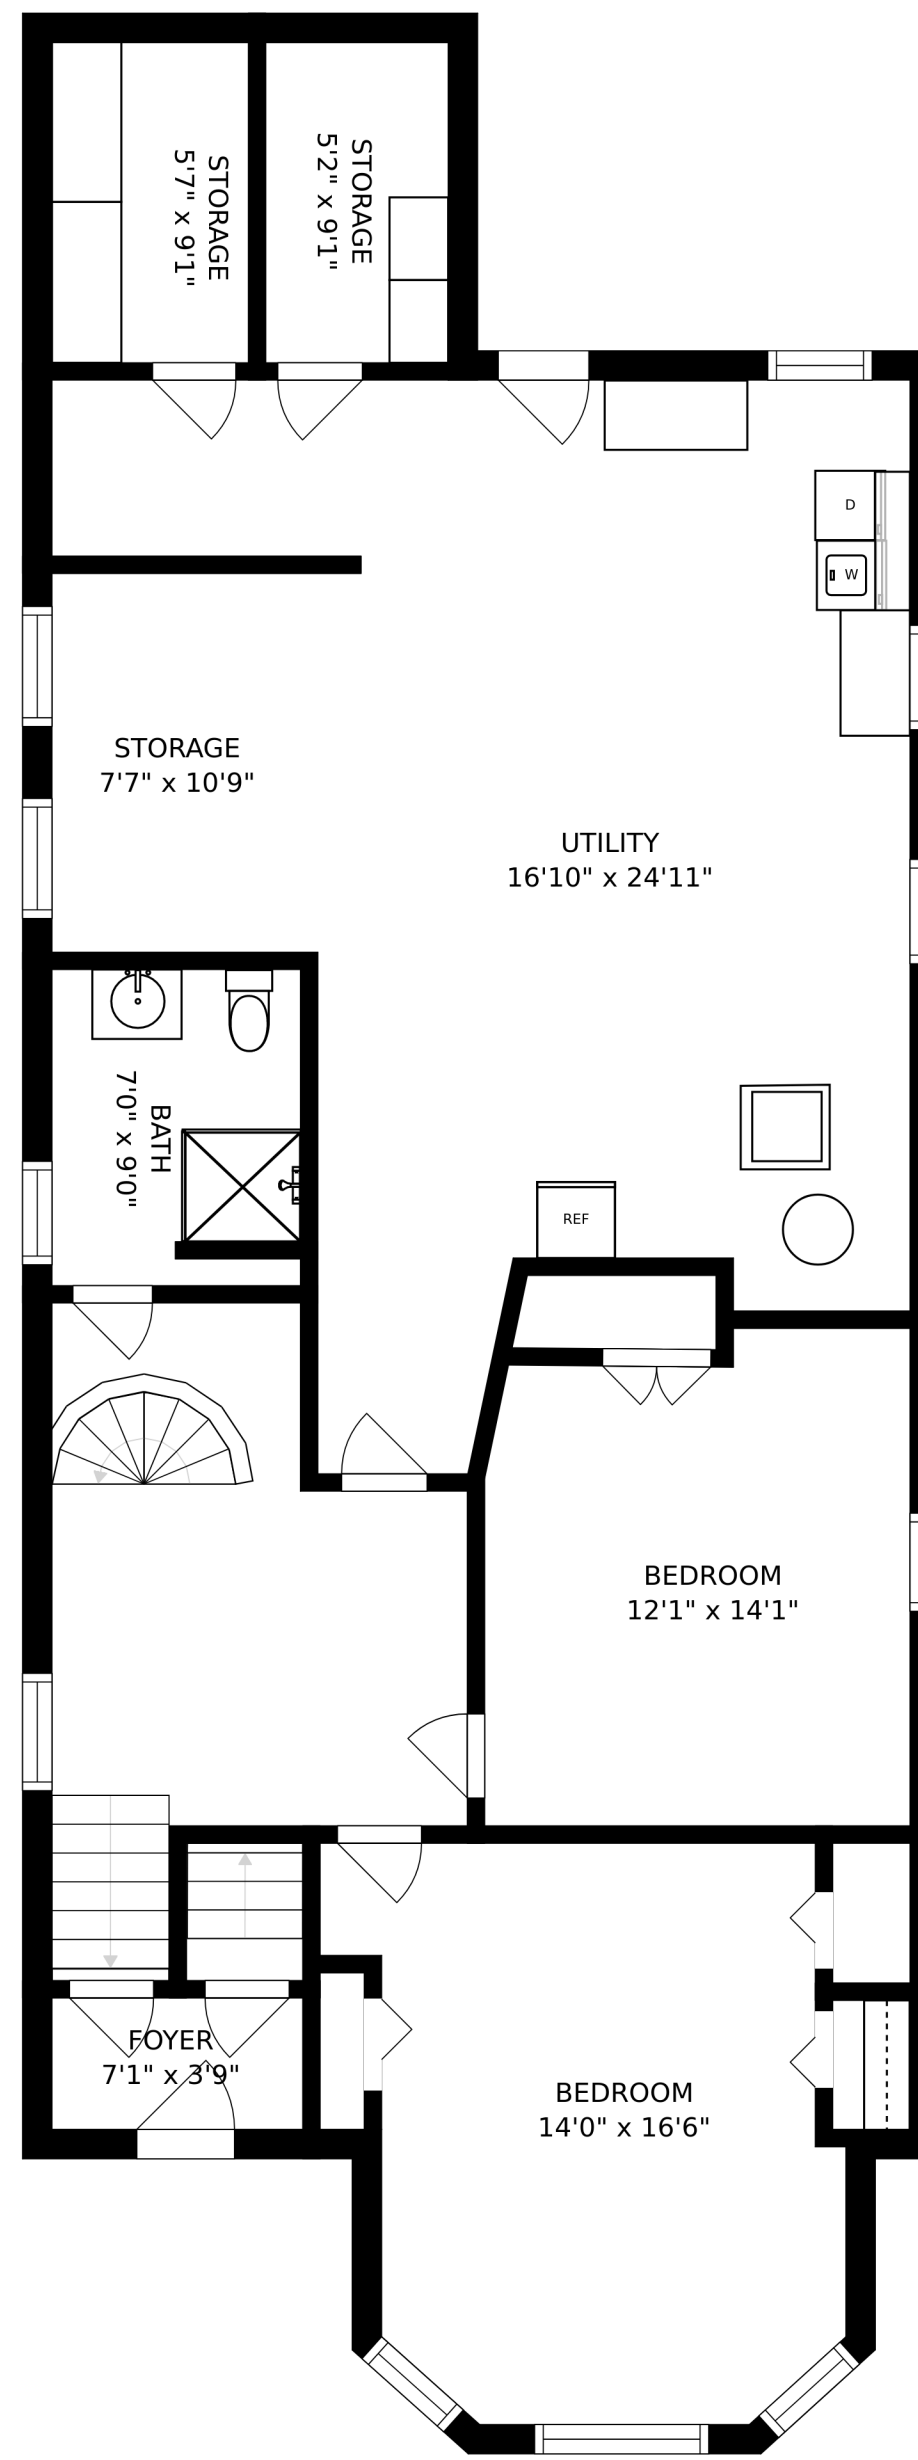 STORAGE
5'7" x 9'1"
STORAGE
5'2" x 9'1"
D
W
STORAGE
7'7" x 10'9"
UTILITY
16'10" x 24'11"
BATH
7'0" x 9'0"
REF
BEDROOM
12'1" x 14'1"
FOYER
7'1" x 3'9"
BEDROOM
14'0" x 16'6"